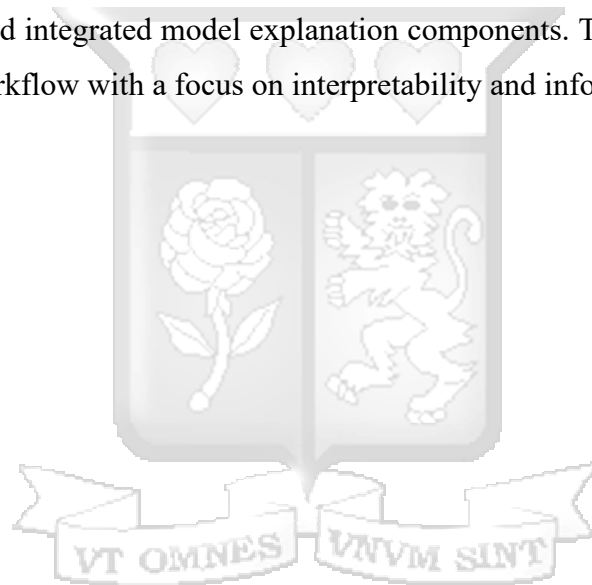 d integrated model explanation components. T
rkflow with a focus on interpretability and info
VT OMNES VNVM SINT